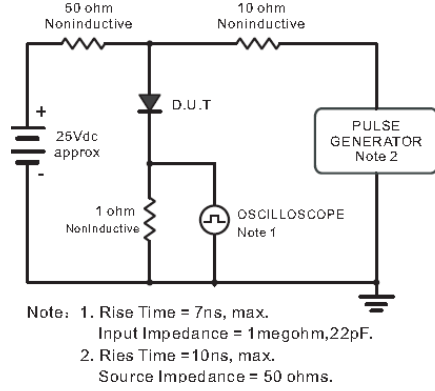 50 ohm
Noninductive
10 ohm
Noninductive
D.U.T
+
25Vdc
approx
-
PULSE
GENERATOR
Note 2
1 ohm
NonInductive
OSCILLOSCOPE
Note 1
Note: 1. Rise Time = 7ns, max.
Input Impedance = 1megohm,22pF.
2. Ries Time =10ns, max.
Source Impedance = 50 ohms.